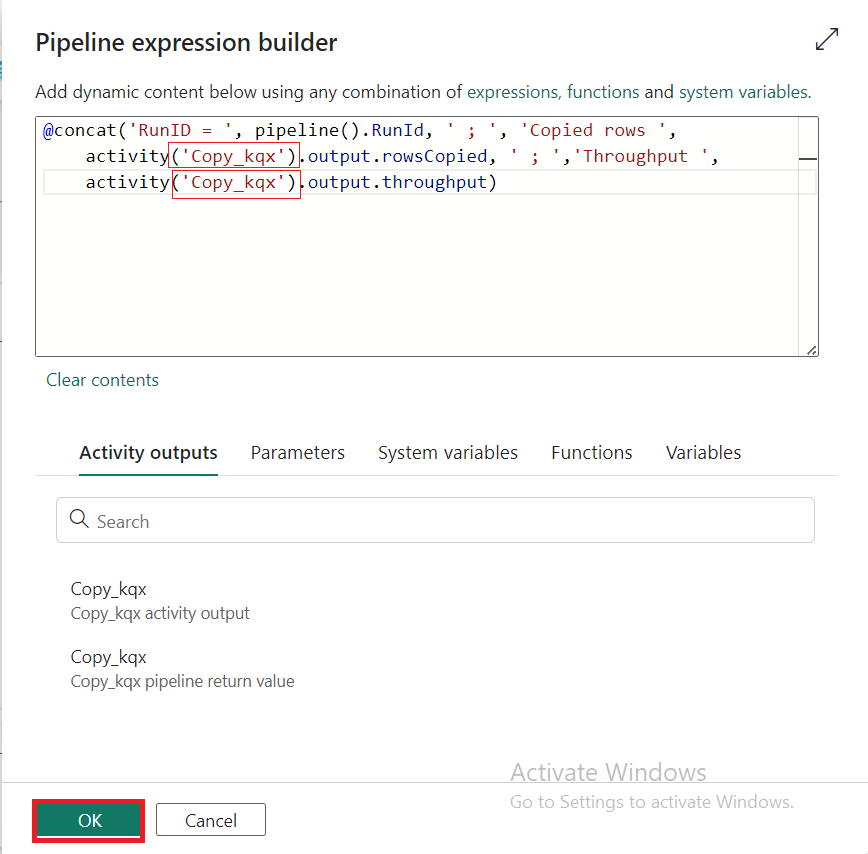 Pipeline expression builder
Add dynamic content below using any combination of expressions, functions and system variables.
@concat('RunID = ', pipeline().RunId, ' ; ', 'Copied rows ',
activity('Copy_kqx').output.rowsCopied, ' ; ','Throughput ',
activity('Copy_kqx').output.throughput)
Clear contents
Activity outputs Parameters System variables Functions Variables
Search
Copy_kqx
Copy_kqx activity output
Copy_kqx
Copy_kqx pipeline return value
Activate Windows
Go to Settings to activate Windows.
OK Cancel